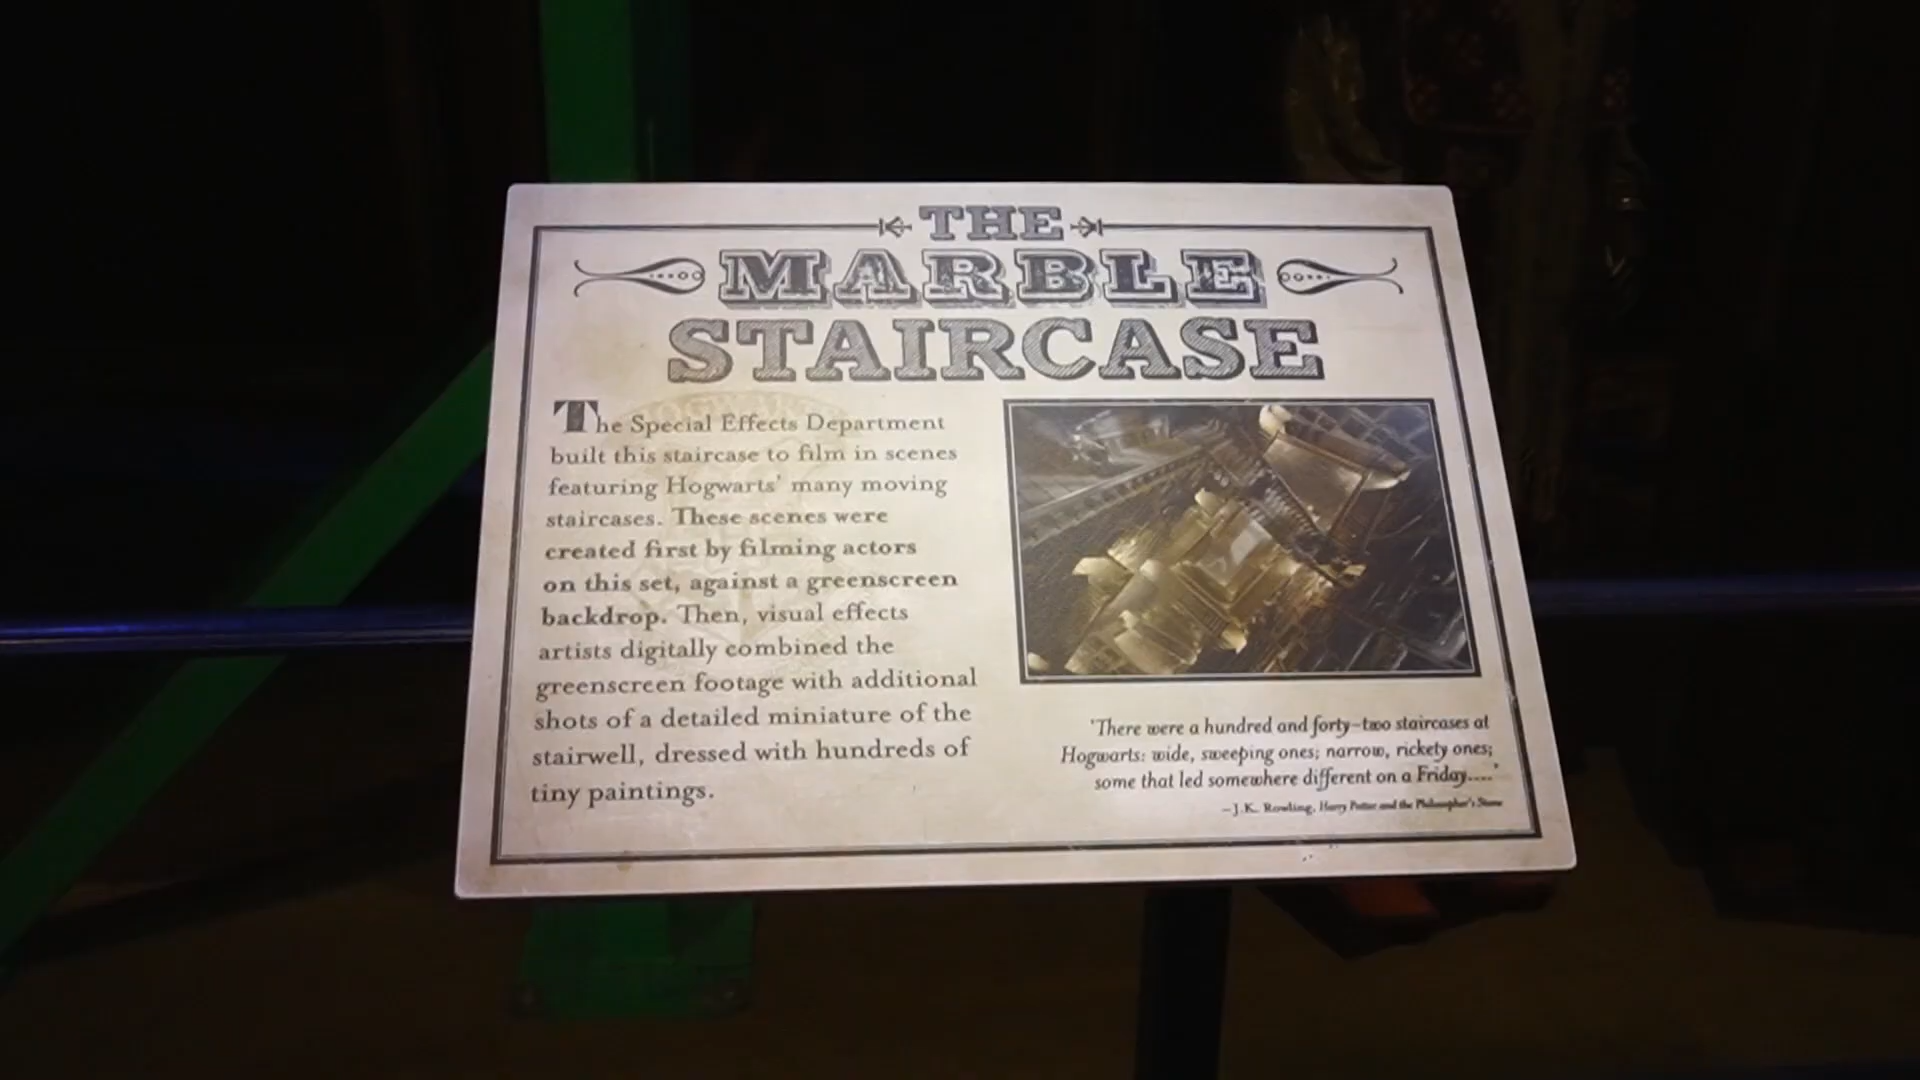 THE
MARBLE
STAIRCASE
The Special Effects Department
built this staircase to film in scenes
featuring Hogwarts' many moving
staircases. These scenes were
created first by filming actors
on this set, against a greenscreen
backdrop. Then, visual effects
artists digitally combined the
greenscreen footage with additional
shots of a detailed miniature of the
stairwell, dressed with hundreds of
tiny paintings.
'There were a hundred and forty-two staircases at
Hogwarts: wide, sweeping ones; narrow, rickety ones;
some that led somewhere different on a Friday....'
–J.K. Rowling, Harry Potter and the Philosopher's Stone